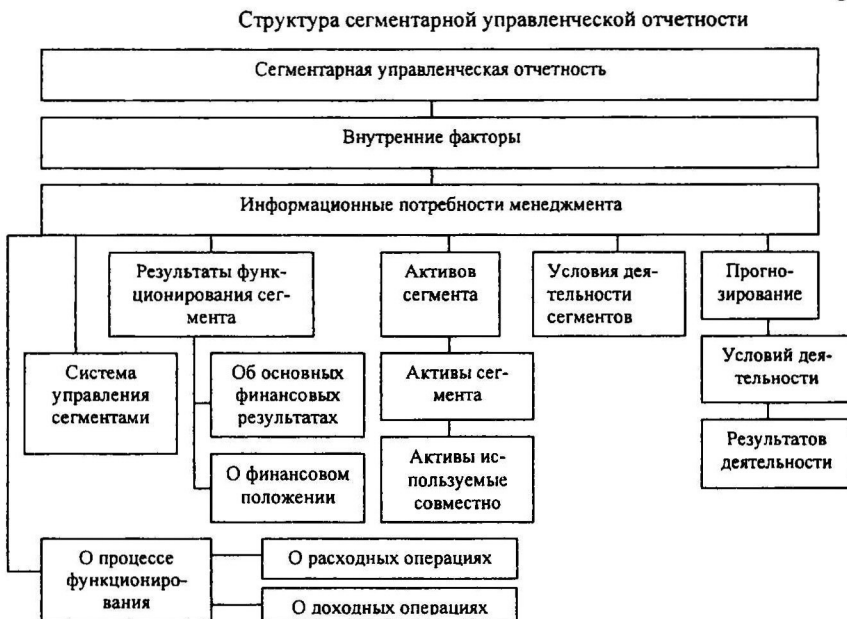 Структура сегментарной управленческой отчетности
Сегментарная управленческая отчетность
Внутренние факторы
Информационные потребности менеджмента
Результаты функ-
ционирования сег-
мента
Активов
сегмента
Условия дея-
тельности
сегментов
Прогно-
зирование
Система
управления
сегментами
Об основных
финансовых
результатах
Активы сег-
мента
Условий дея-
тельности
О финансовом
положении
Активы ис-
пользуемые
совместно
Результатов
деятельности
О процессе
функциониро-
вания
О расходных операциях
О доходных операциях